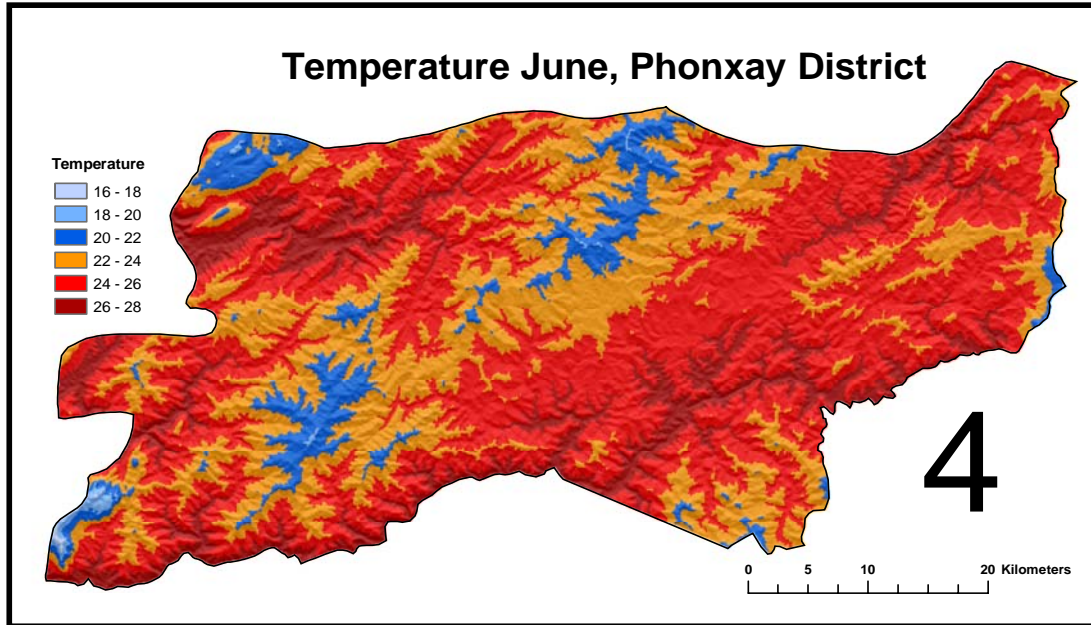 Temperature June, Phonxay District
Temperature
16 - 18
18 - 20
20 - 22
22 - 24
24 - 26
26 - 28
4
0 5 10 20 Kilometers